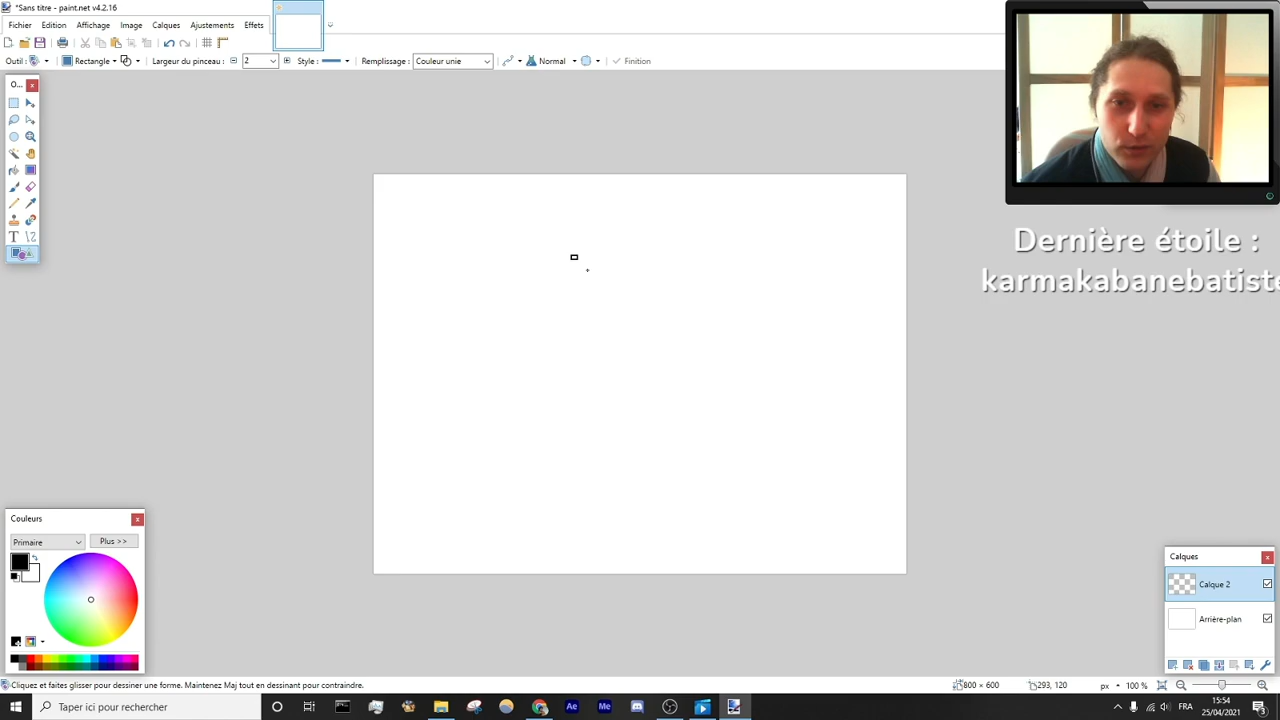 *Sans titre - paint.net v4.2.16
Fichier Edition Affichage Image Calques Ajustements Effets
Outil : Rectangle Largeur du pinceau : 2 Style : Remplissage : Couleur unie Normal Finition
O...
Dernière étoile :
karmakabanebatiste
Couleurs
Primaire Plus >>
Calques
Calque 2
Arrière-plan
Cliquez et faites glisser pour dessiner une forme. Maintenez Maj tout en dessinant pour contraindre.
800 × 600 293, 120 px 100 %
Taper ici pour rechercher
Ae Me
FRA
15:54
25/04/2021
3